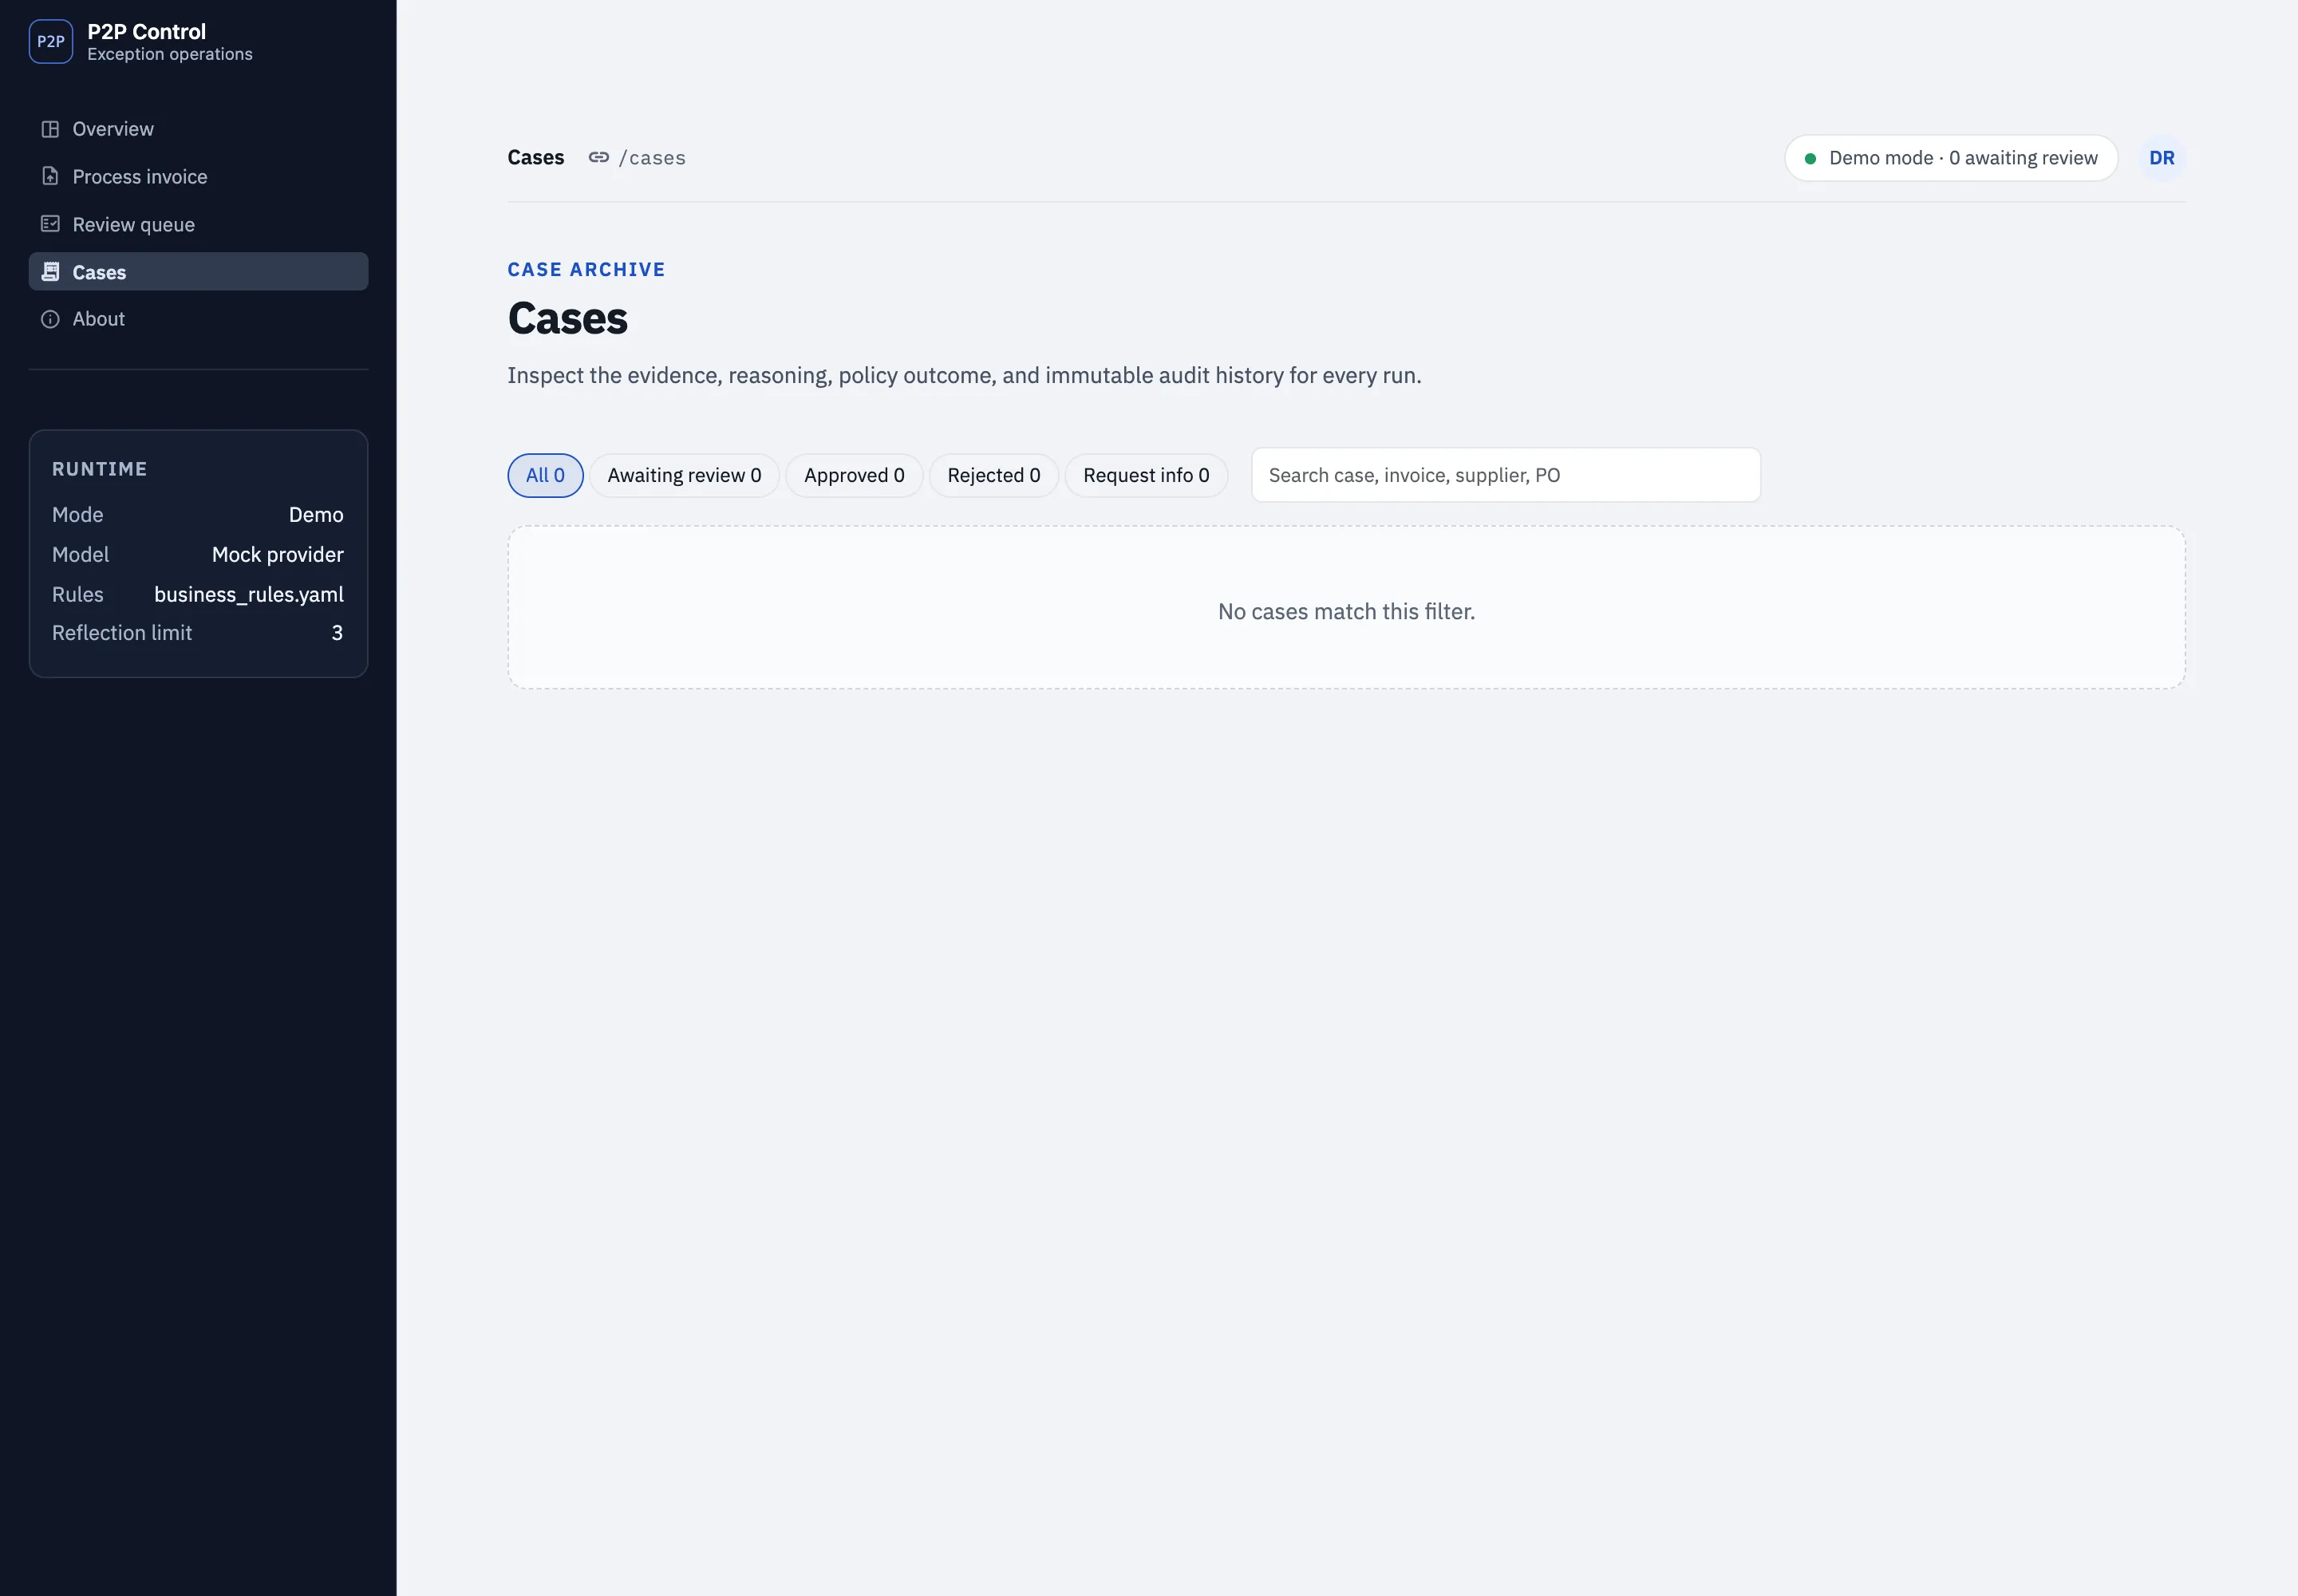 P2P
P2P Control
Exception operations
Overview
Process invoice
Review queue
Cases
About
RUNTIME
Mode Demo
Model Mock provider
Rules business_rules.yaml
Reflection limit 3
Cases /cases
Demo mode · 0 awaiting review
DR
CASE ARCHIVE
Cases
Inspect the evidence, reasoning, policy outcome, and immutable audit history for every run.
All 0 Awaiting review 0 Approved 0 Rejected 0 Request info 0 Search case, invoice, supplier, PO
No cases match this filter.